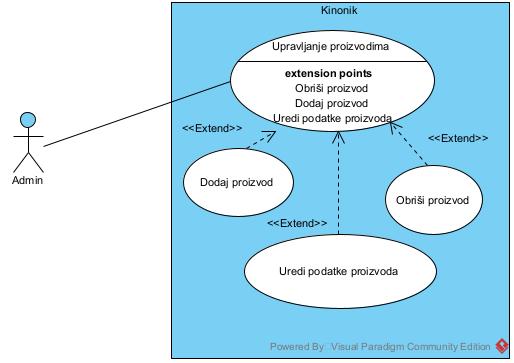 Kinonik
Upravljanje proizvodima
extension points
Obriši proizvod
Dodaj proizvod
Uredi podatke proizvoda
<<Extend>>
<<Extend>>
Admin
Dodaj proizvod
Obriši proizvod
<<Extend>>
Uredi podatke proizvoda
Powered By Visual Paradigm Community Edition